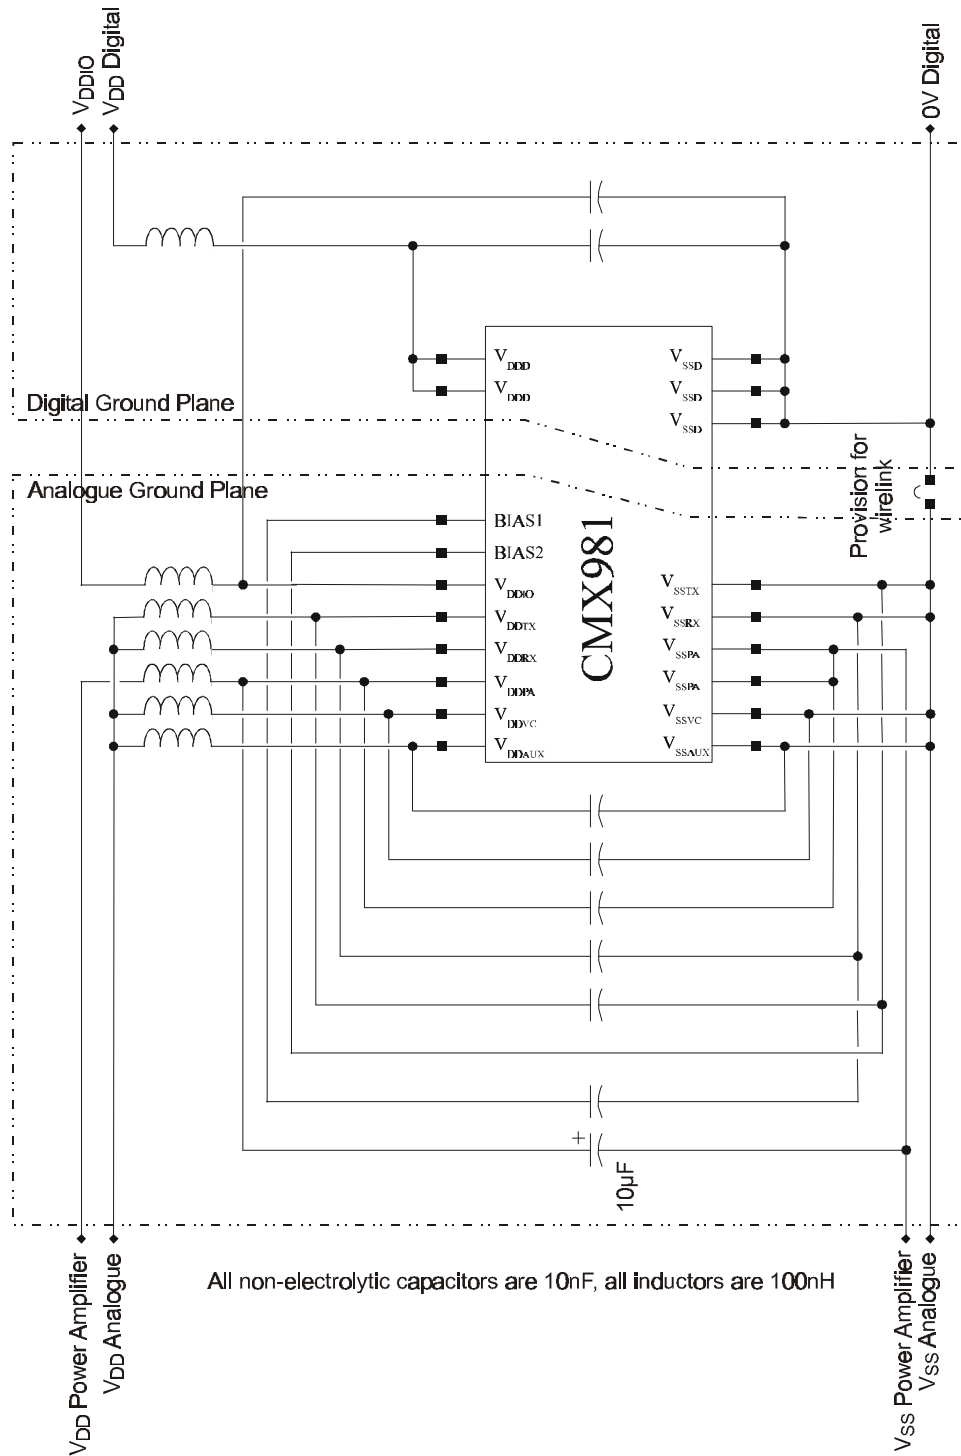 VDDIO
VDD Digital
0V Digital
VDDD
VSSD
VDDD
VSSD
VSSD
Digital Ground Plane
Analogue Ground Plane
Provision for
wirelink
CMX981
BIAS1
BIAS2
VDDIO
VSSTX
VDDTX
VSSRX
VDDRX
VSSPA
VDDPA
VSSPA
VDDVC
VSSVC
VDDAUX
VSSAUX
+
10µF
VDD Power Amplifier
VDD Analogue
All non-electrolytic capacitors are 10nF, all inductors are 100nH
VSS Power Amplifier
VSS Analogue